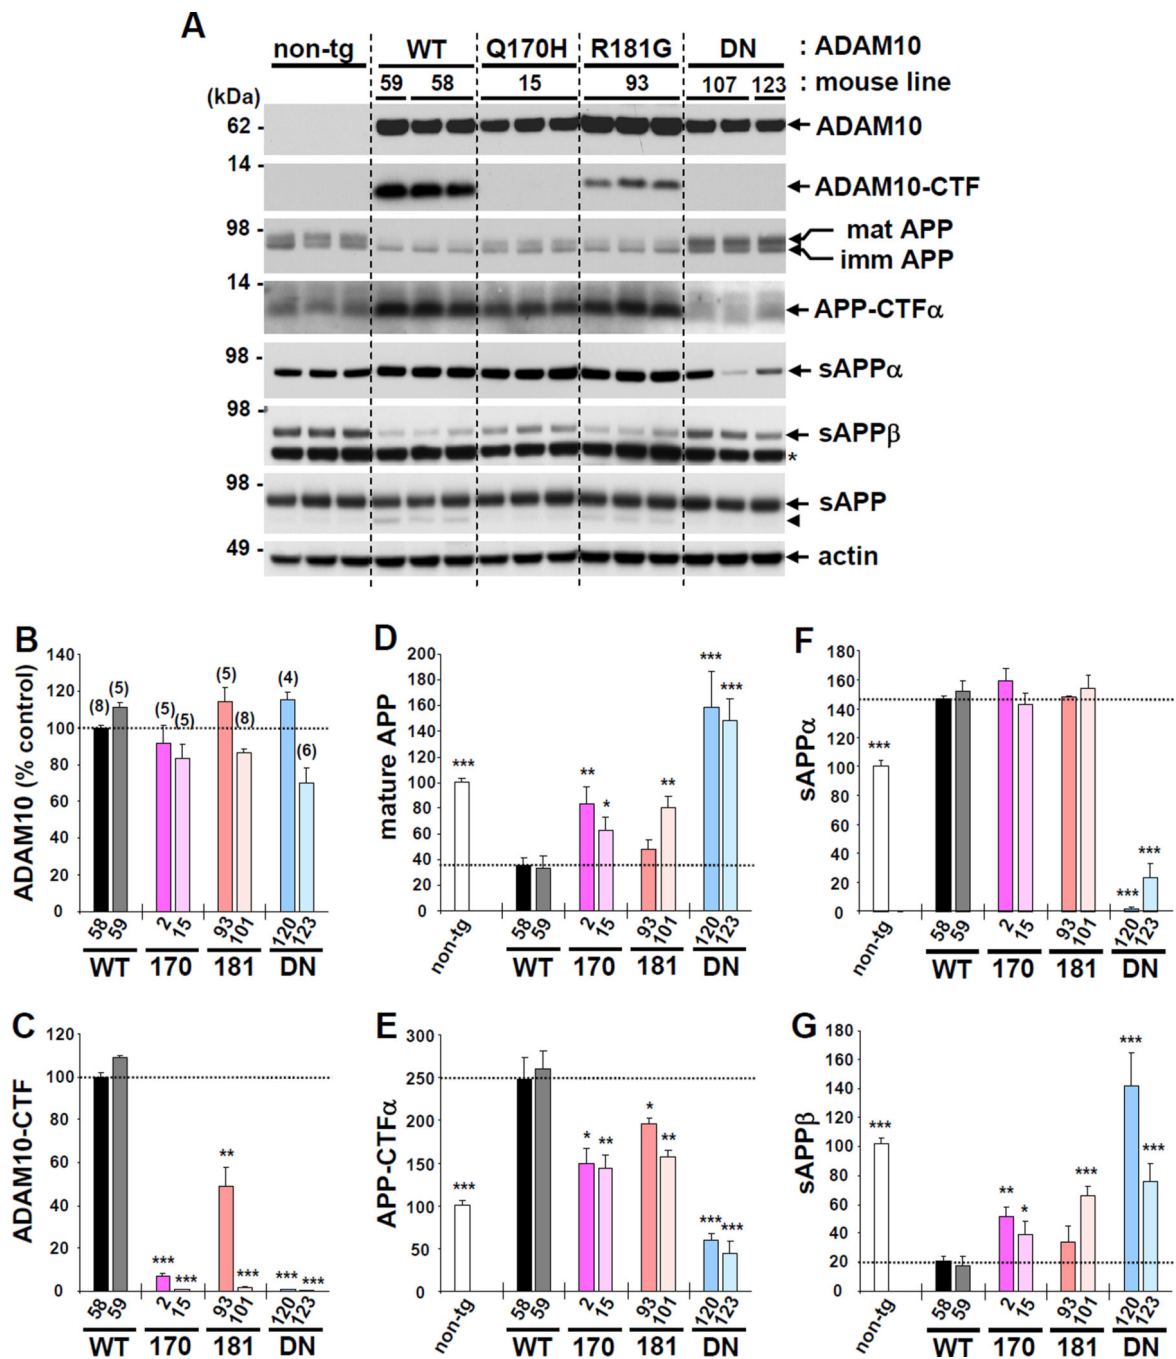 A
non-tg WT Q170H R181G DN : ADAM10
59 58 15 93 107 123 : mouse line
(kDa)
62 - ADAM10
14 - ADAM10-CTF
98 - mat APP
imm APP
14 - APP-CTFα
98 - sAPPα
98 - sAPPβ
*
98 - sAPP
49 - actin
B
ADAM10 (% control)
140
120
100
80
60
40
20
0
(8) (5) (5) (5) (5) (8) (4) (6)
58 59 2 15 93 101 120 123
WT 170 181 DN
D
mature APP
200
180
160
140
120
100
80
60
40
20
0
*** ** * ** *** ***
non-tg 58 59 2 15 93 101 120 123
WT 170 181 DN
F
sAPPα
180
160
140
120
100
80
60
40
20
0
*** *** ***
non-tg 58 59 2 15 93 101 120 123
WT 170 181 DN
C
ADAM10-CTF
120
100
80
60
40
20
0
*** *** ** *** *** ***
58 59 2 15 93 101 120 123
WT 170 181 DN
E
APP-CTFα
300
250
200
150
100
50
0
*** * ** * ** *** ***
non-tg 58 59 2 15 93 101 120 123
WT 170 181 DN
G
sAPPβ
180
160
140
120
100
80
60
40
20
0
*** ** * *** *** ***
non-tg 58 59 2 15 93 101 120 123
WT 170 181 DN